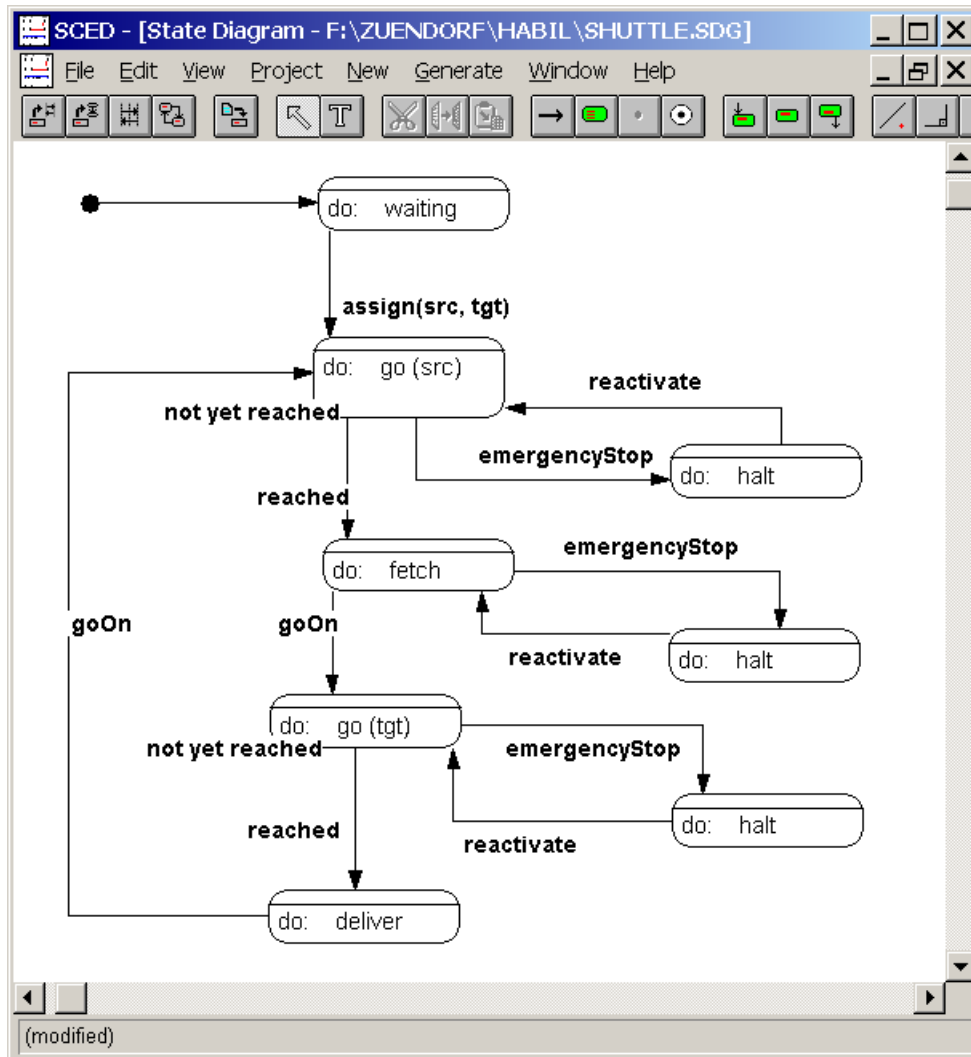 SCED - [State Diagram - F:\ZUENDORF\HABIL\SHUTTLE.SDG]
File Edit View Project New Generate Window Help
T
do: waiting
assign(src, tgt)
do: go (src)
reactivate
not yet reached
emergencyStop
do: halt
reached
emergencyStop
do: fetch
goOn
goOn
reactivate
do: halt
do: go (tgt)
not yet reached
emergencyStop
do: halt
reached
reactivate
do: deliver
(modified)